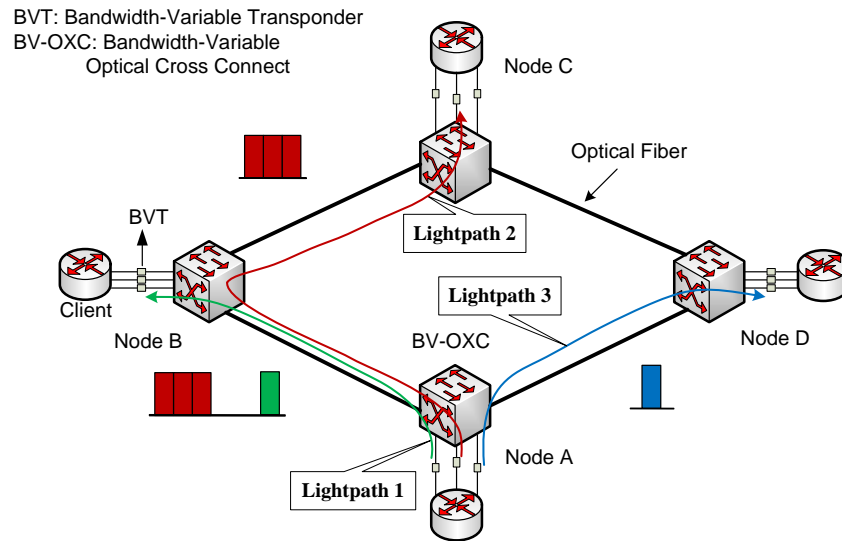 BVT: Bandwidth-Variable Transponder
BV-OXC: Bandwidth-Variable
Optical Cross Connect
Node C
Optical Fiber
BVT
Lightpath 2
Client
Lightpath 3
Node B
BV-OXC
Node D
Node A
Lightpath 1